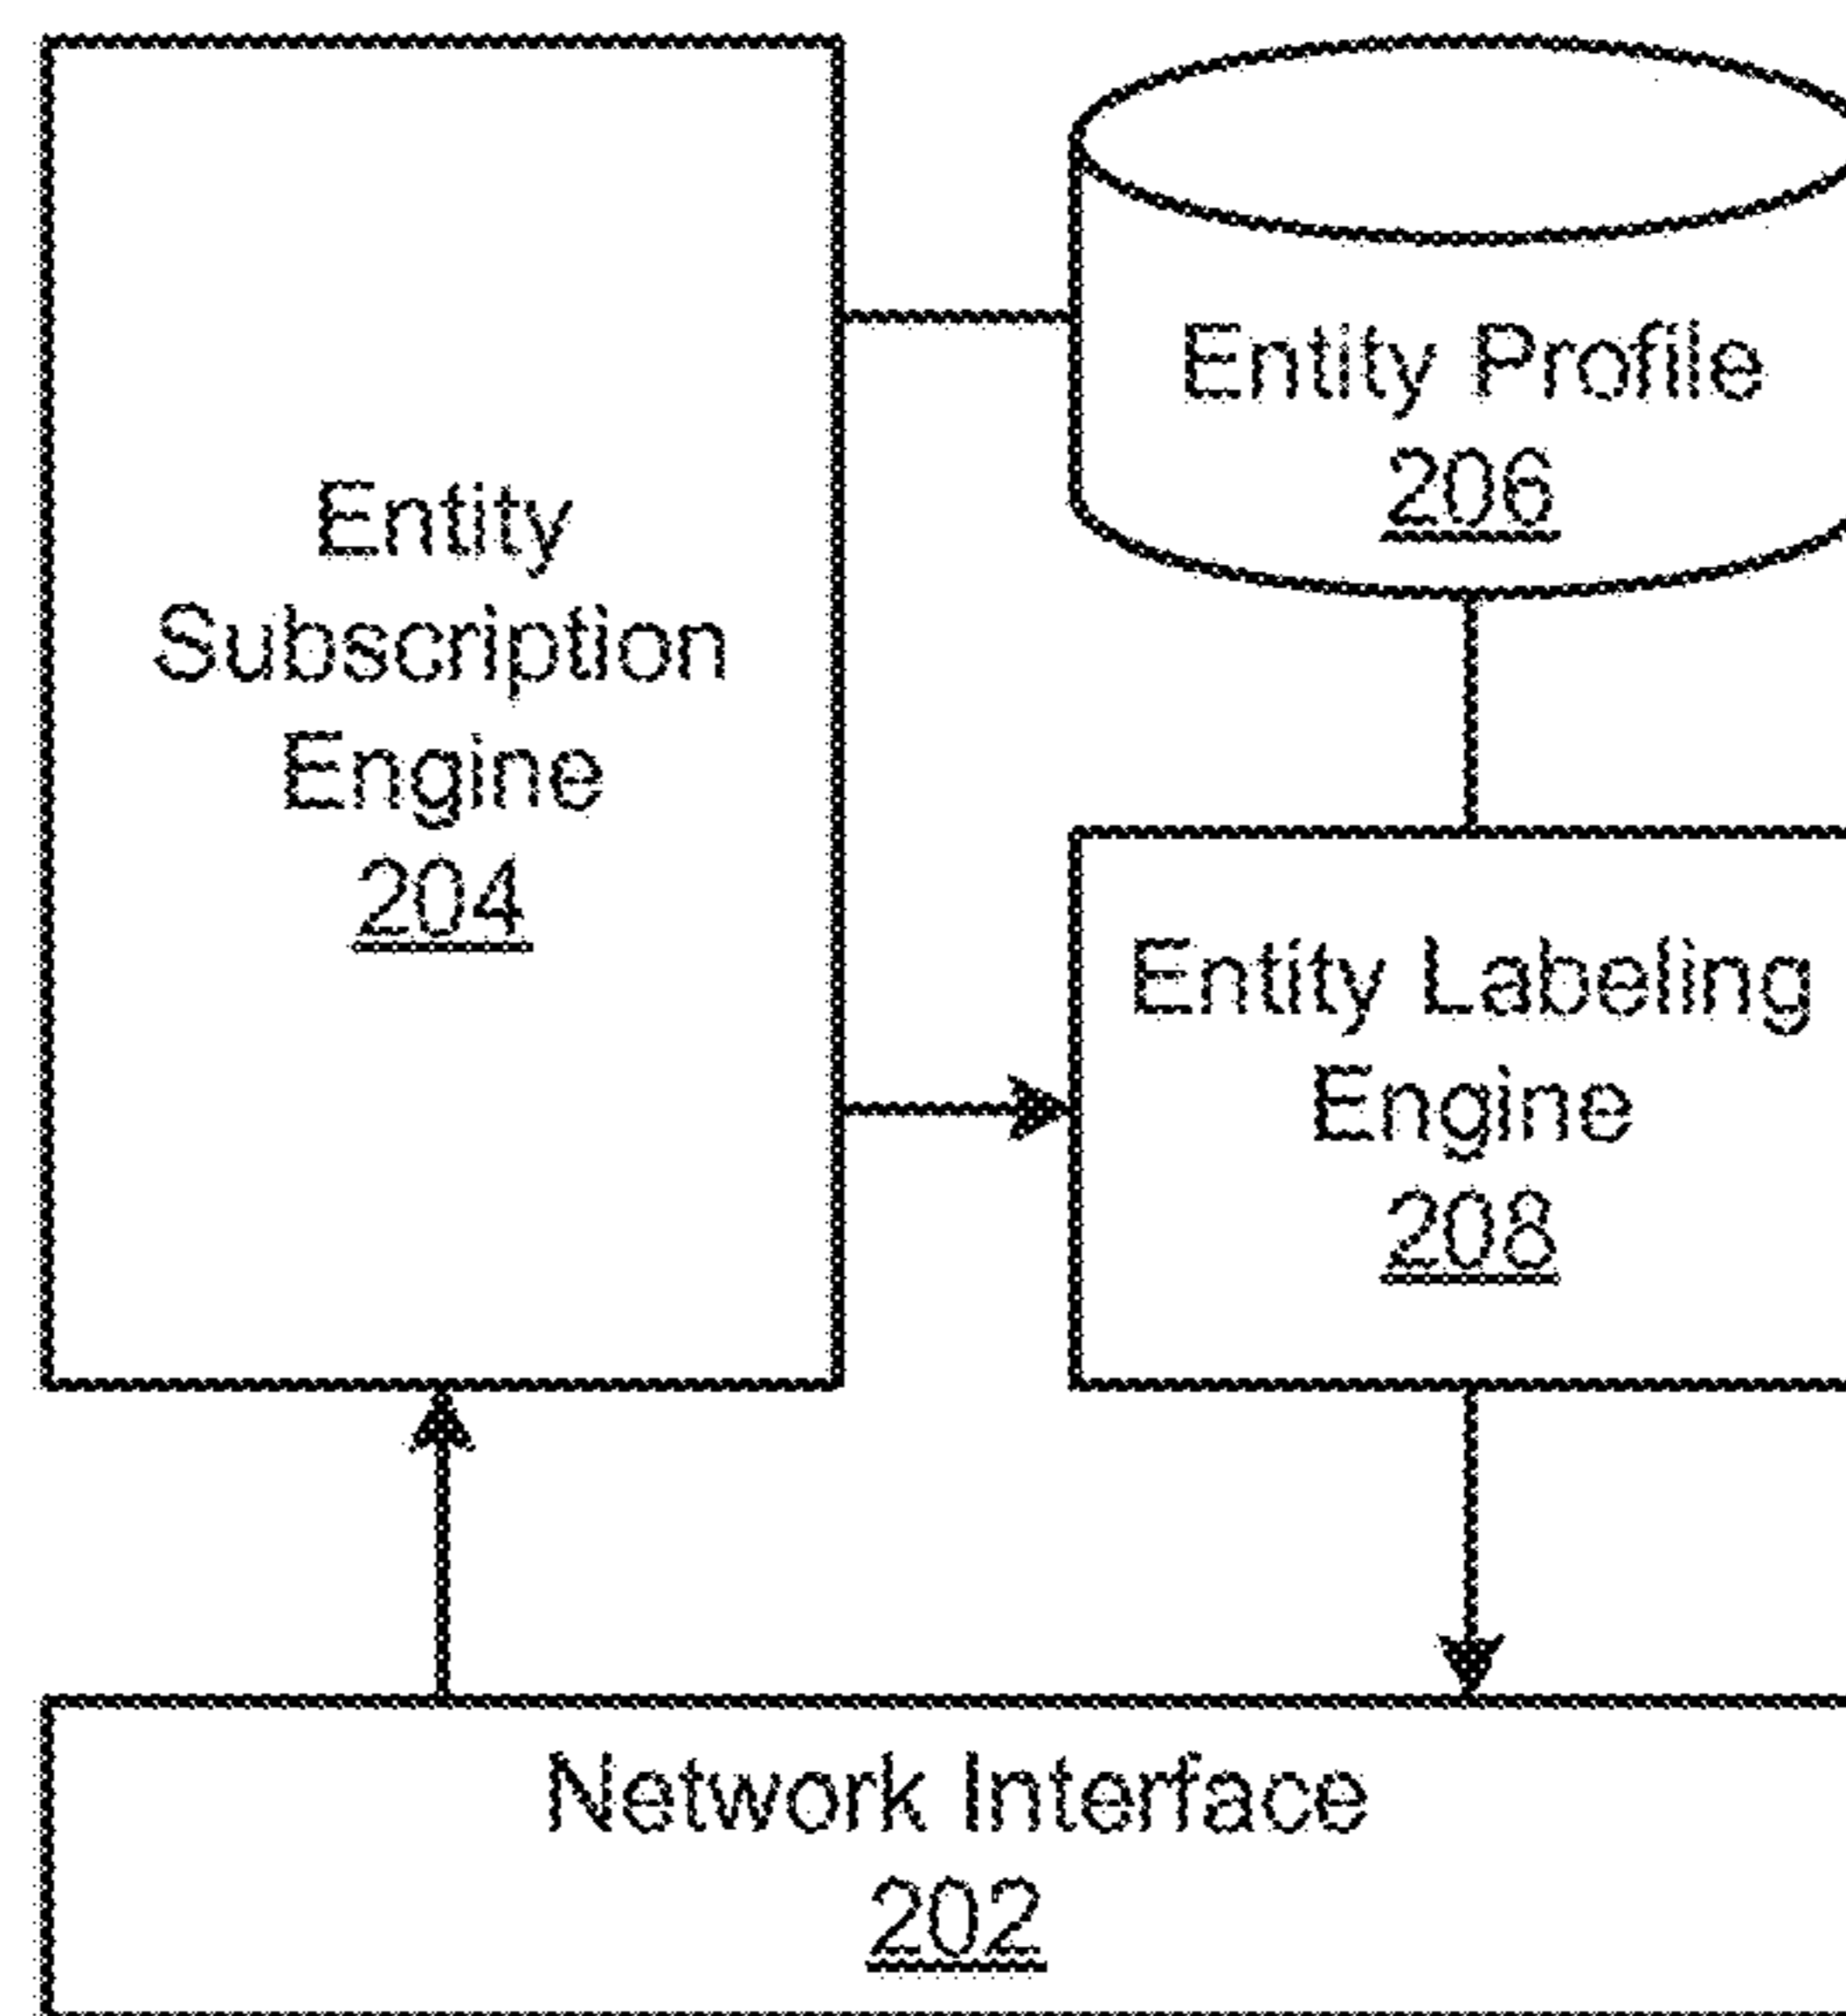 Entity
Subscription
Engine
204
Entity Profile
206
Entity Labeling
Engine
208
Network Interface
202